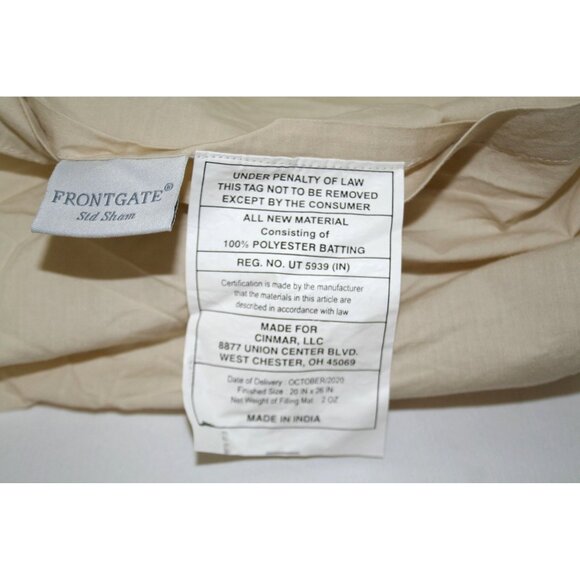 FRONTGATE®
Std Sham
UNDER PENALTY OF LAW
THIS TAG NOT TO BE REMOVED
EXCEPT BY THE CONSUMER
ALL NEW MATERIAL
Consisting of
100% POLYESTER BATTING
REG. NO. UT 5939 (IN)
Certification is made by the manufacturer
that the materials in this article are
described in accordance with law
MADE FOR
CINMAR, LLC
8877 UNION CENTER BLVD.
WEST CHESTER, OH 45069
Date of Delivery : OCTOBER/2020
Finished Size : 20 IN x 26 IN
Net Weight of Filling Mat : 2 OZ
MADE IN INDIA